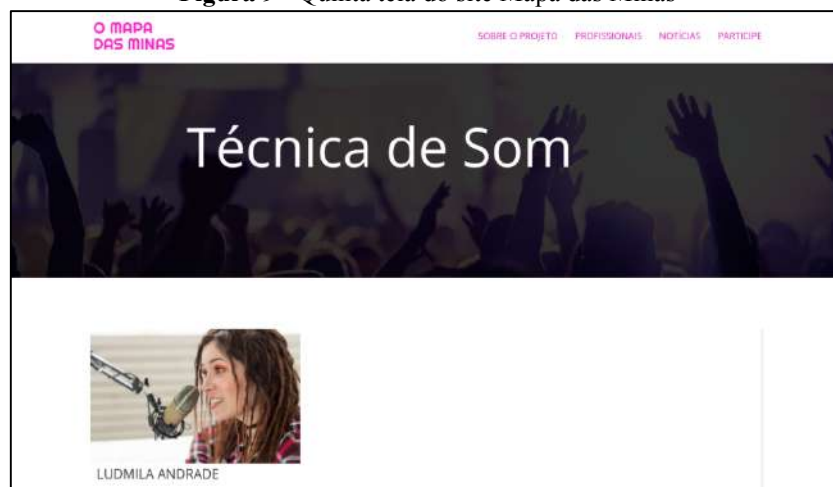 Figura 9 – Quinta tela do site Mapa das Minas
O MAPA
DAS MINAS
SOBRE O PROJETO PROFISSIONAIS NOTÍCIAS PARTICIPE
Técnica de Som
LUDMILA ANDRADE